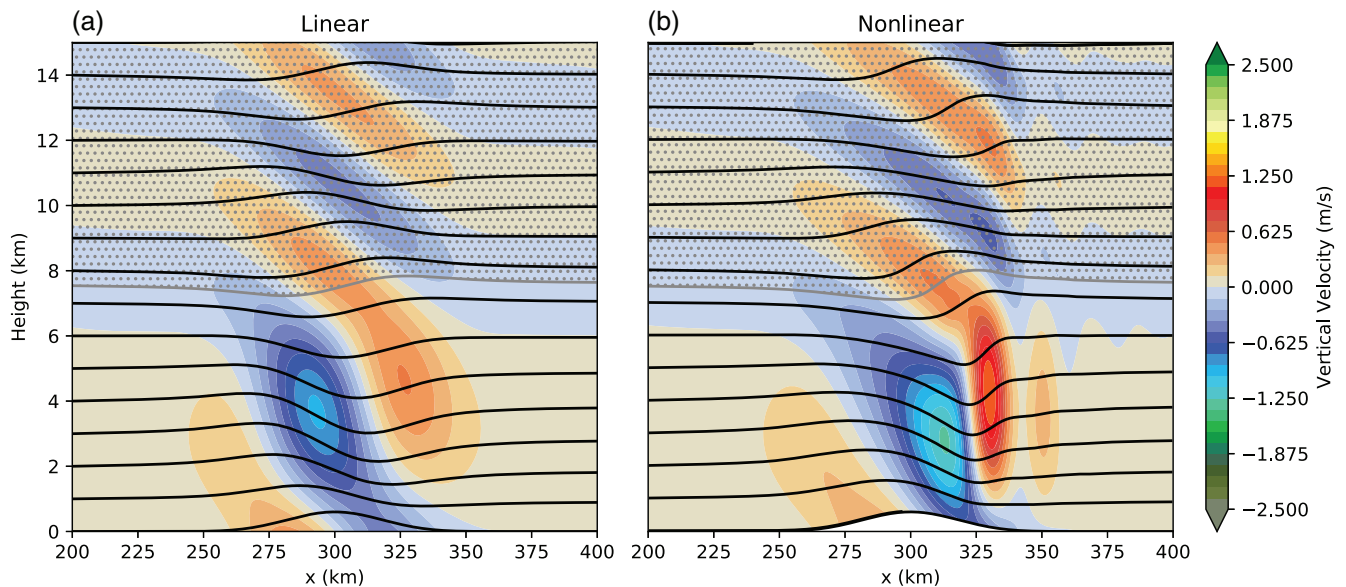 (a) Linear
(b) Nonlinear
14
12
10
8
6
4
2
0
Height (km)
200 225 250 275 300 325 350 375 400
x (km)
200 225 250 275 300 325 350 375 400
x (km)
2.500
1.875
1.250
0.625
0.000
−0.625
−1.250
−1.875
−2.500
Vertical Velocity (m/s)